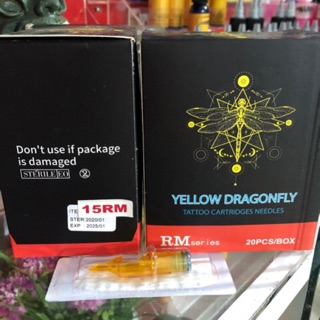 Don't use if package
is damaged
STERILE EO
ITE 15RM
STER 2020/01
EXP 2025/01
YELLOW DRAGONFLY
TATTOO CARTRIDGES NEEDLES
RM series
20PCS/BOX